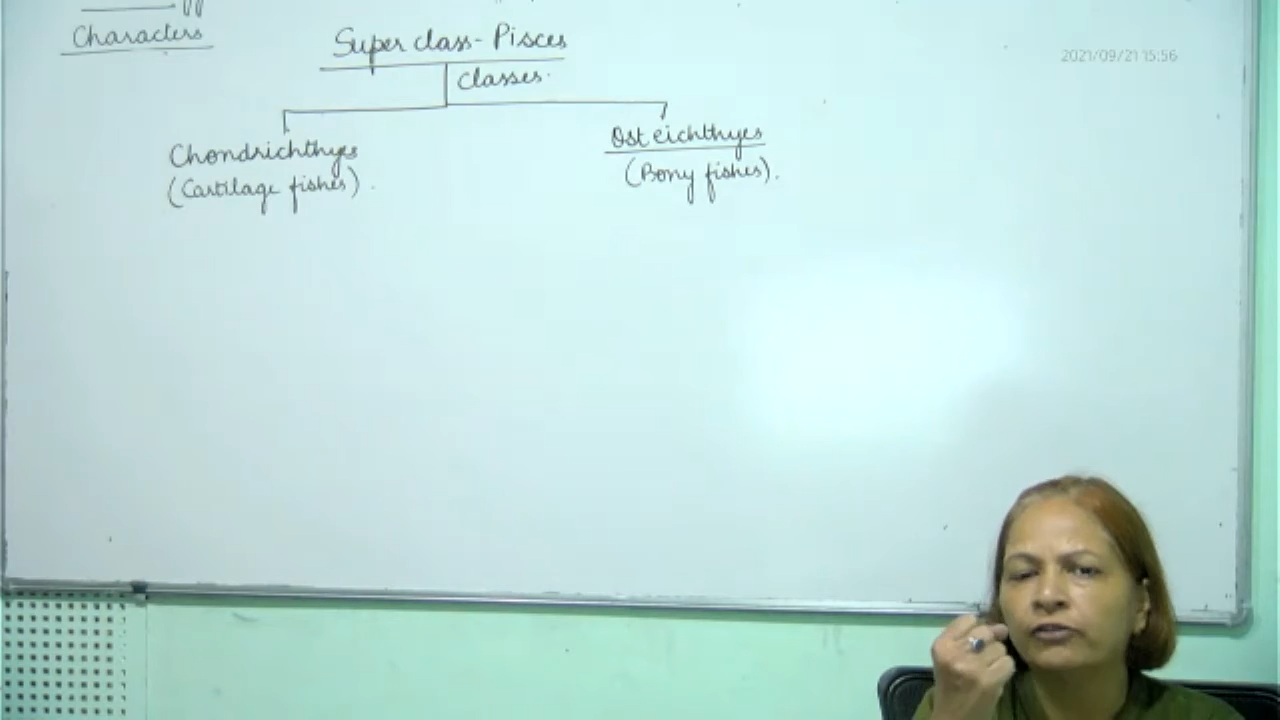 Characters
Super class - Pisces
classes.
Chondrichthyes
(Cartilage fishes).
Osteichthyes
(Bony fishes).
2021/09/21 15:56